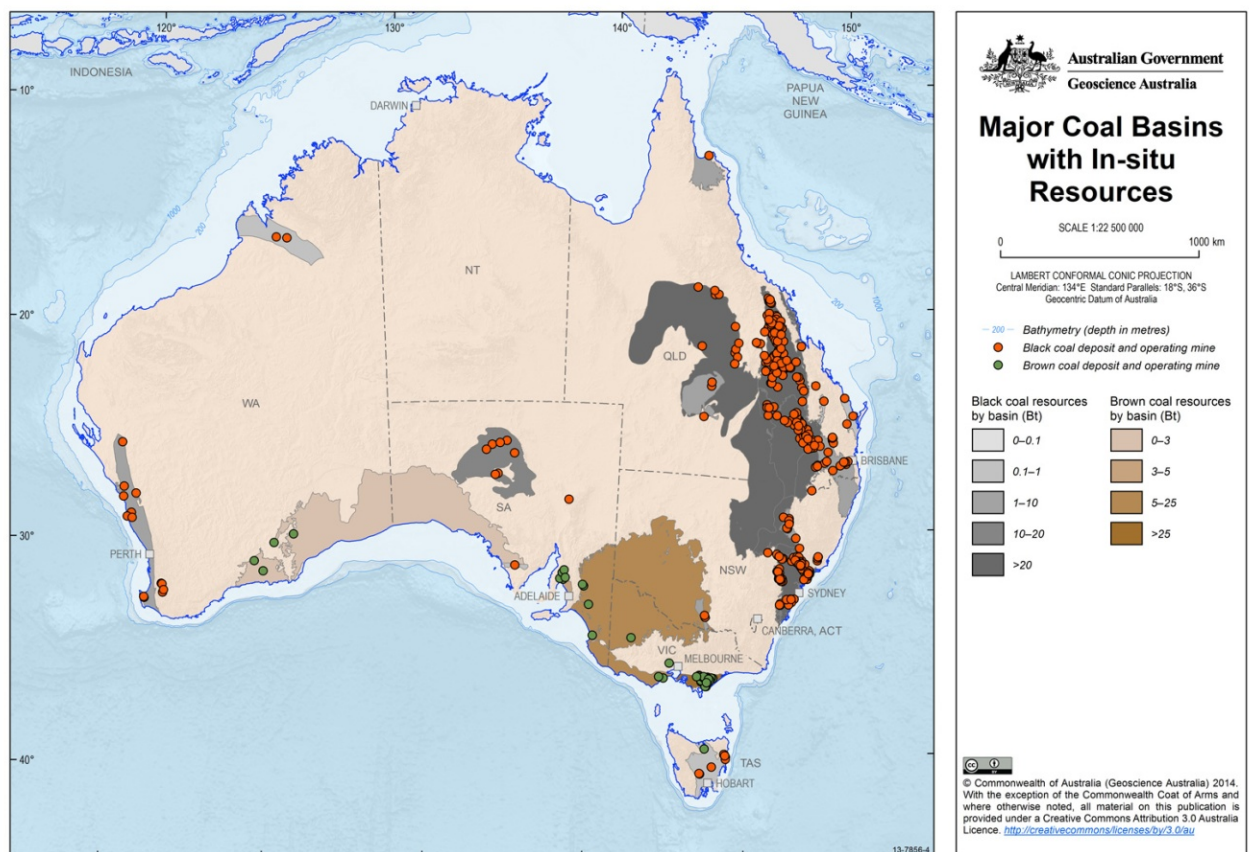 120°
130°
140°
150°
INDONESIA
10°
DARWIN
PAPUA
NEW
GUINEA
1000
200
200
1000
NT
20°
QLD
WA
BRISBANE
SA
30°
PERTH
NSW
ADELAIDE
SYDNEY
CANBERRA, ACT
VIC
MELBOURNE
40°
TAS
HOBART
13-7856-4
Australian Government
Geoscience Australia
Major Coal Basins
with In-situ
Resources
SCALE 1:22 500 000
0
1000 km
LAMBERT CONFORMAL CONIC PROJECTION
Central Meridian: 134°E Standard Parallels: 18°S, 36°S
Geocentric Datum of Australia
200 Bathymetry (depth in metres)
Black coal deposit and operating mine
Brown coal deposit and operating mine
Black coal resources
by basin (Bt)
0–0.1
0.1–1
1–10
10–20
>20
Brown coal resources
by basin (Bt)
0–3
3–5
5–25
>25
cc
BY
© Commonwealth of Australia (Geoscience Australia) 2014.
With the exception of the Commonwealth Coat of Arms and
where otherwise noted, all material on this publication is
provided under a Creative Commons Attribution 3.0 Australia
Licence. http://creativecommons/licenses/by/3.0/au